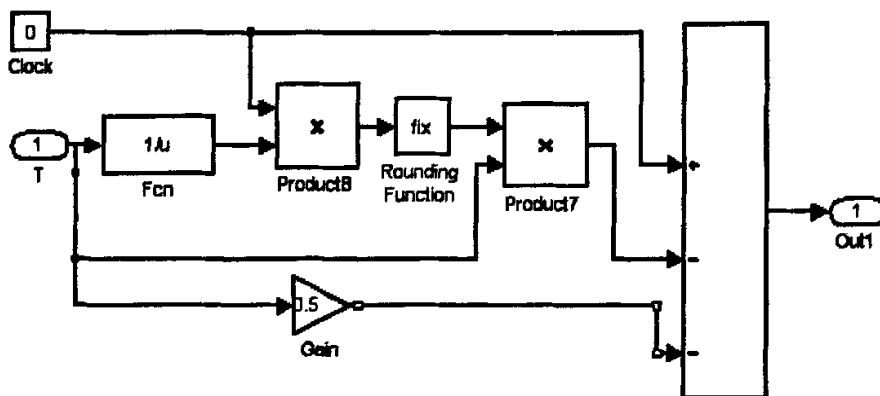 0
Clock
1
T
1/u
Fcn
×
Product8
fix
Rounding
Function
×
Product7
0.5
Gain
+
-
-
1
Out1